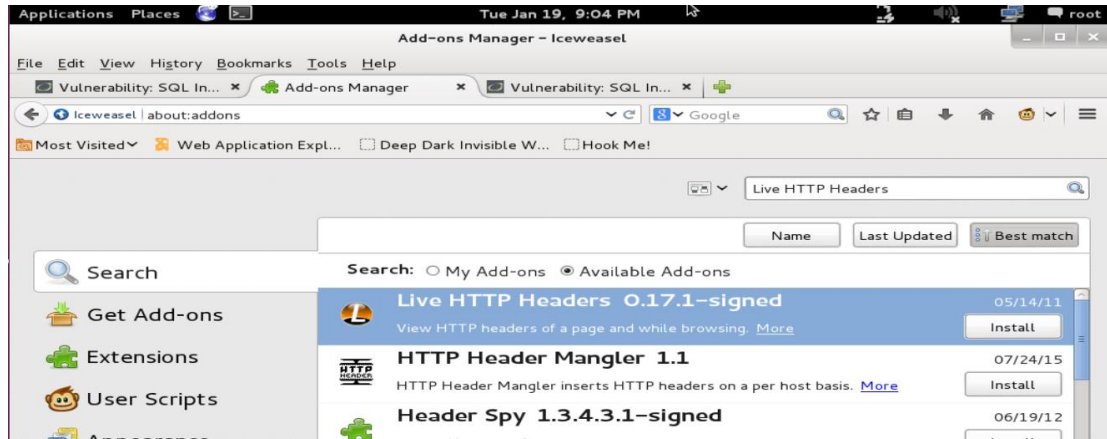 Applications Places Tue Jan 19, 9:04 PM root
Add-ons Manager - Iceweasel
File Edit View History Bookmarks Tools Help
Vulnerability: SQL In... Add-ons Manager Vulnerability: SQL In...
Iceweasel about:addons Google
Most Visited Web Application Expl... Deep Dark Invisible W... Hook Me!
Live HTTP Headers
Name Last Updated Best match
Search
Search: My Add-ons Available Add-ons
Get Add-ons
Extensions
User Scripts
Live HTTP Headers 0.17.1-signed 05/14/11
View HTTP headers of a page and while browsing. More Install
HTTP HEADER
HTTP Header Mangler 1.1 07/24/15
HTTP Header Mangler inserts HTTP headers on a per host basis. More Install
Header Spy 1.3.4.3.1-signed 06/19/12